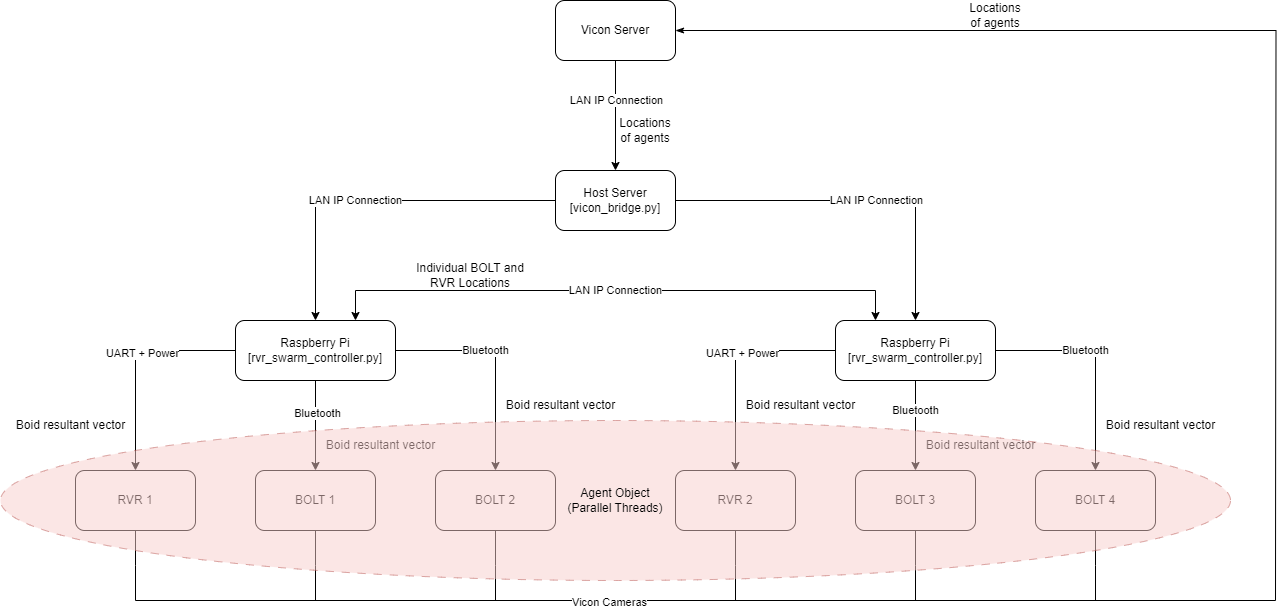 Locations
of agents
Vicon Server
LAN IP Connection
Locations
of agents
Host Server
[vicon_bridge.py]
LAN IP Connection
LAN IP Connection
Individual BOLT and
RVR Locations
LAN IP Connection
Raspberry Pi
[rvr_swarm_controller.py]
Raspberry Pi
[rvr_swarm_controller.py]
UART + Power
Bluetooth
UART + Power
Bluetooth
Bluetooth
Bluetooth
Boid resultant vector
Boid resultant vector
Boid resultant vector
Boid resultant vector
Boid resultant vector
Boid resultant vector
RVR 1
BOLT 1
BOLT 2
Agent Object
(Parallel Threads)
RVR 2
BOLT 3
BOLT 4
Vicon Cameras